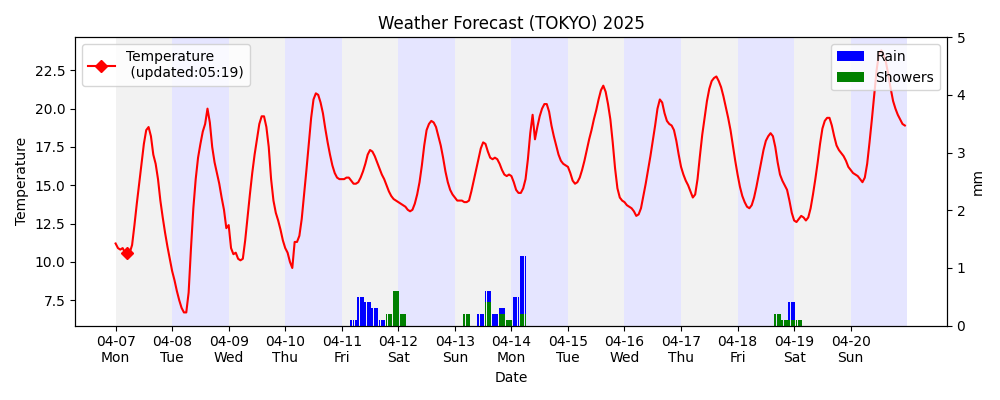 Weather Forecast (TOKYO) 2025
Temperature
(updated:05:19)
Rain
Showers
Temperature
22.5
20.0
17.5
15.0
12.5
10.0
7.5
5
4
3
2
1
0
mm
04-07 04-08 04-09 04-10 04-11 04-12 04-13 04-14 04-15 04-16 04-17 04-18 04-19 04-20
Mon Tue Wed Thu Fri Sat Sun Mon Tue Wed Thu Fri Sat Sun
Date